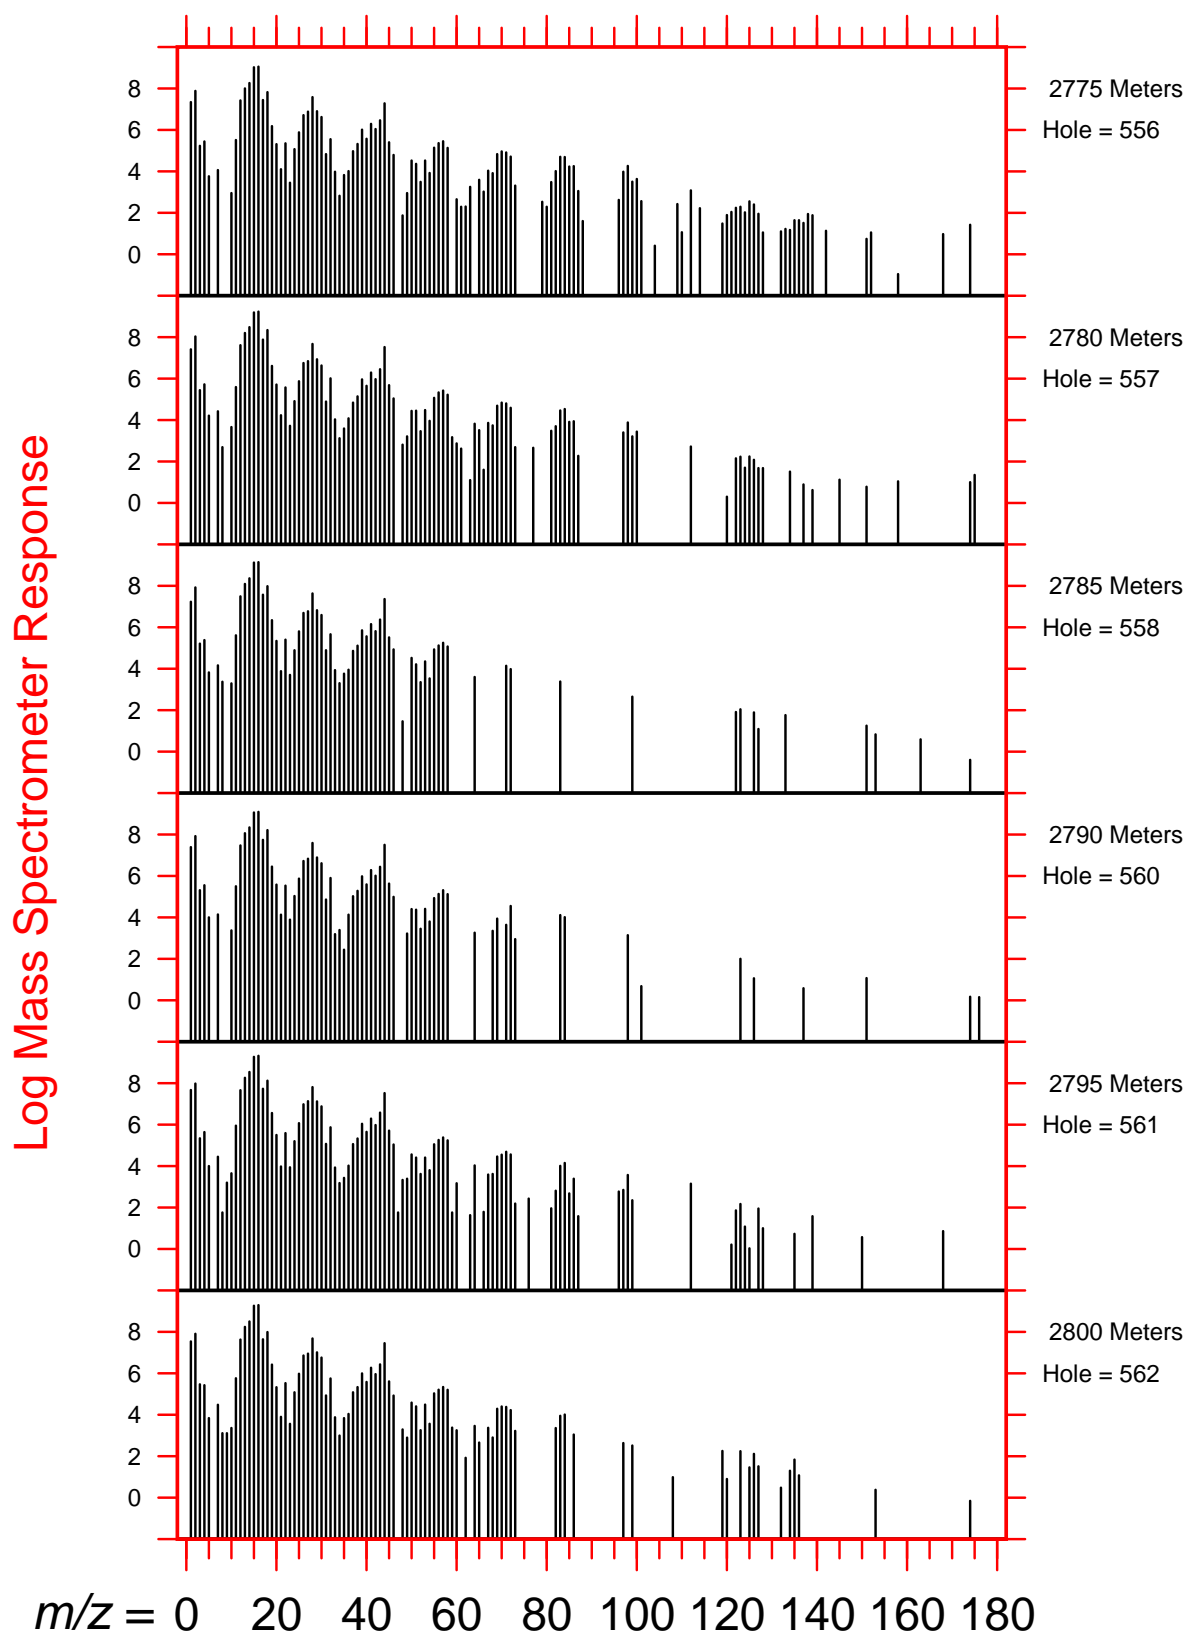 8
6
4
2
0
2775 Meters
Hole = 556
8
6
4
2
0
2780 Meters
Hole = 557
8
6
4
2
0
2785 Meters
Hole = 558
8
6
4
2
0
2790 Meters
Hole = 560
8
6
4
2
0
2795 Meters
Hole = 561
8
6
4
2
0
2800 Meters
Hole = 562
Log Mass Spectrometer Response
m/z = 0 20 40 60 80 100 120 140 160 180